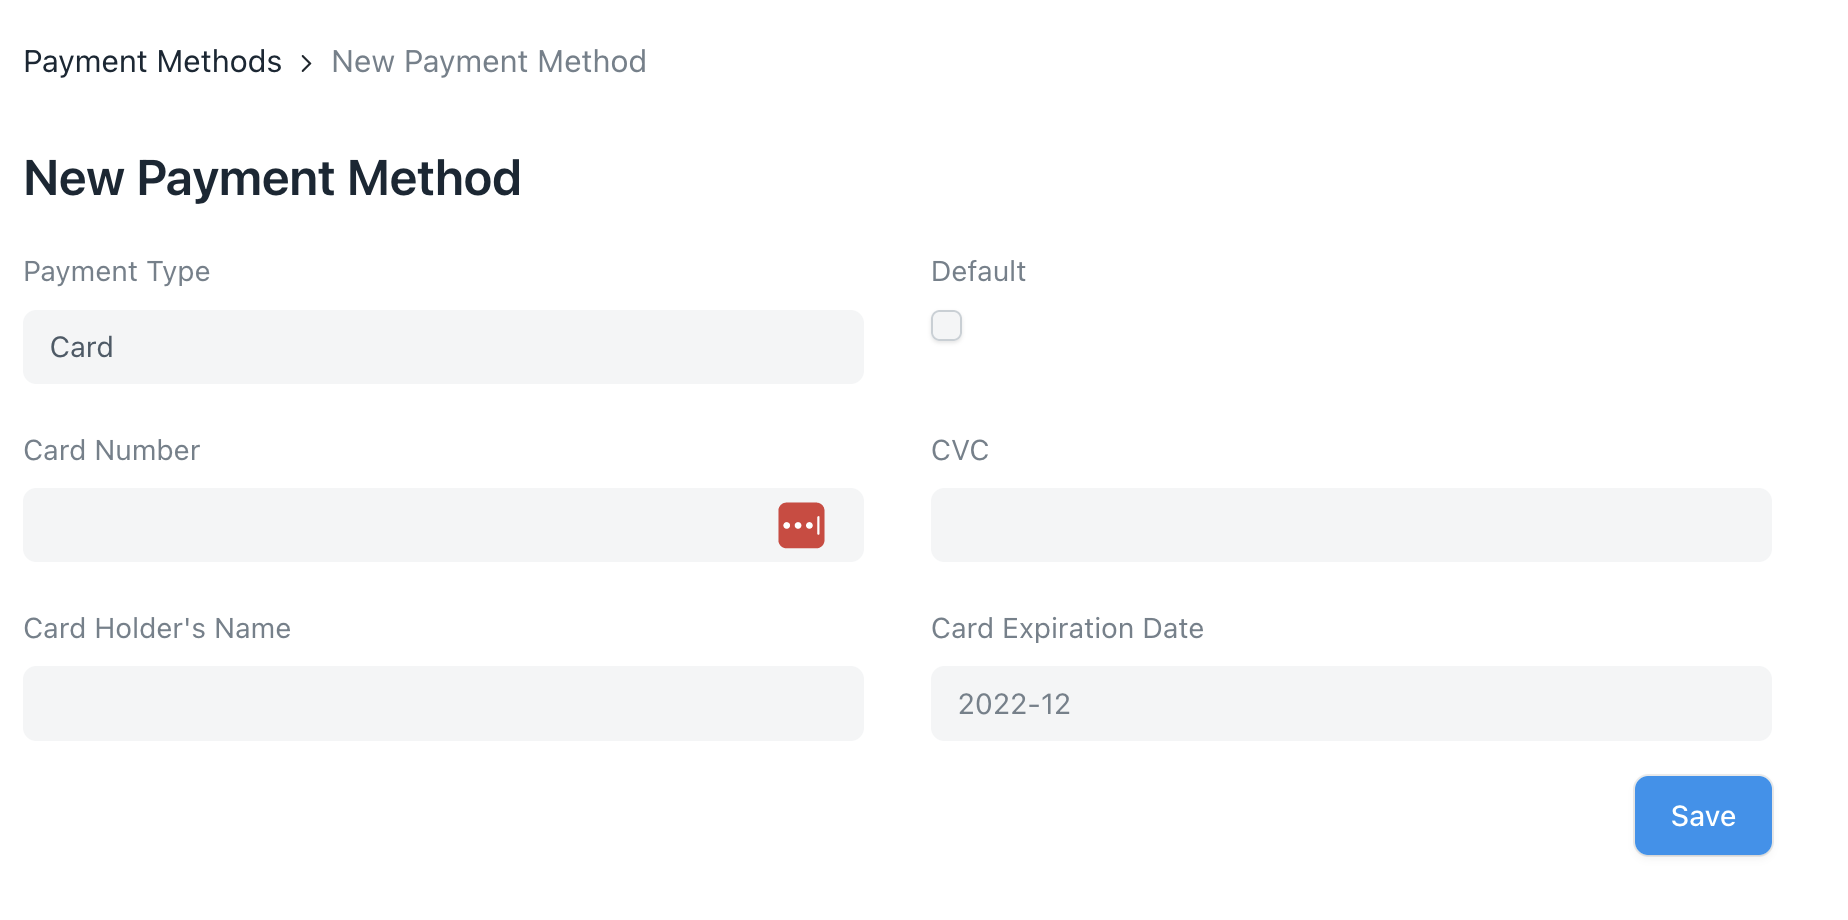 Payment Methods > New Payment Method
New Payment Method
Payment Type
Default
Card
Card Number
CVC
Card Holder's Name
Card Expiration Date
2022-12
Save